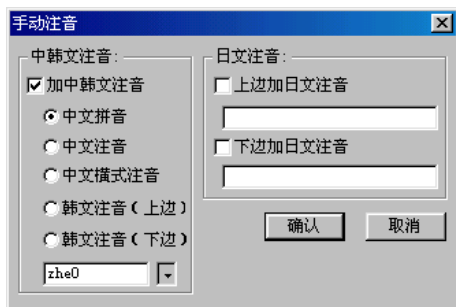 手动注音
中韩文注音:
加中韩文注音
中文拼音
中文注音
中文横式注音
韩文注音(上边)
韩文注音(下边)
zhe0
日文注音:
上边加日文注音
下边加日文注音
确认
取消